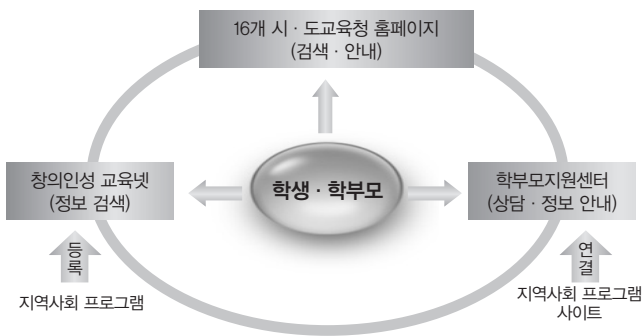 16개 시 · 도교육청 홈페이지
(검색 · 안내)
창의인성 교육넷
(정보 검색)
학생 · 학부모
학부모지원센터
(상담 · 정보 안내)
등록
연결
지역사회 프로그램
지역사회 프로그램
사이트